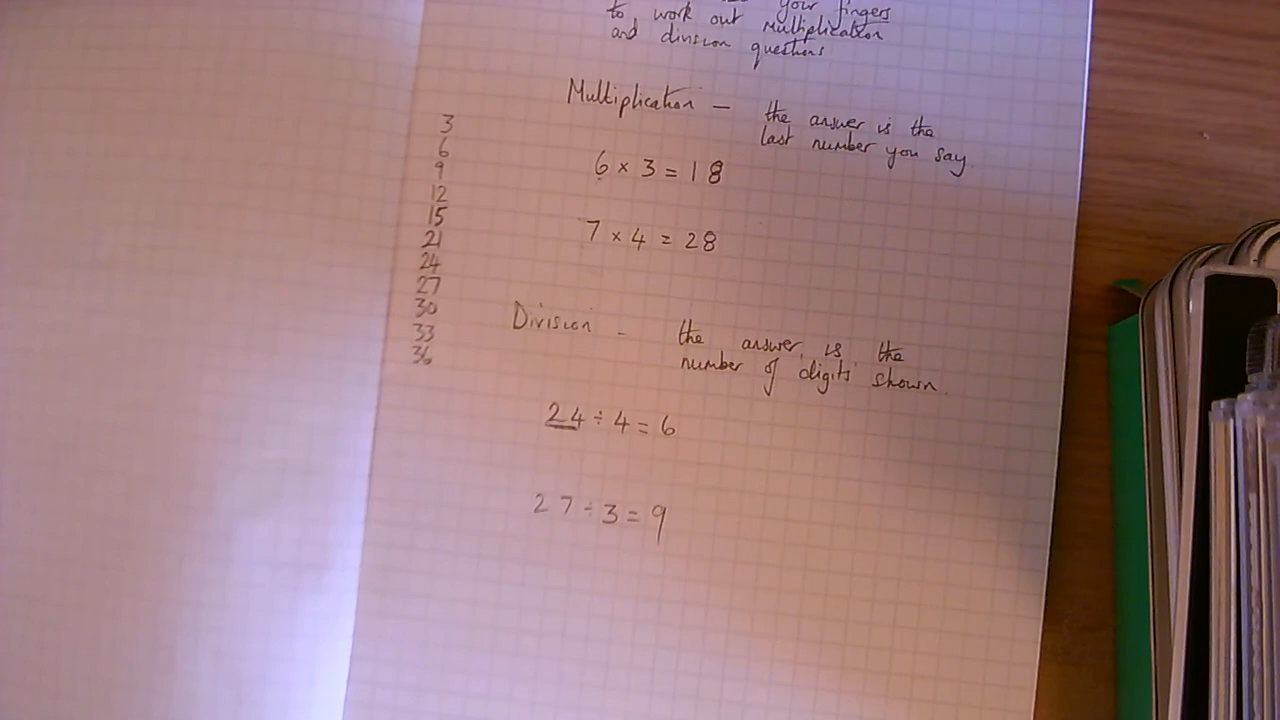 your fingers
to work out multiplication
and division questions
Multiplication – the answer is the
last number you say.
6 × 3 = 18
7 × 4 = 28
3
6
9
12
15
21
24
27
30
33
36
Division - the answer is the
number of digits shown.
24 ÷ 4 = 6
27 ÷ 3 = 9